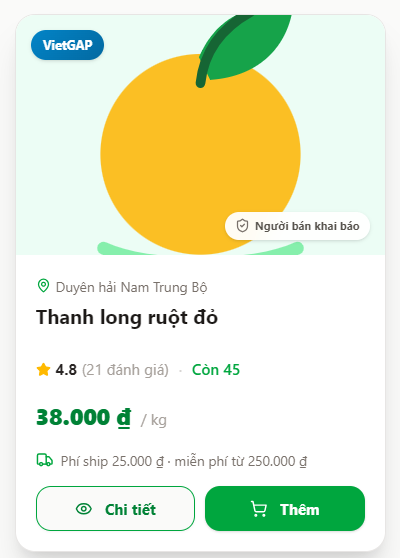 VietGAP
Người bán khai báo
Duyên hải Nam Trung Bộ
Thanh long ruột đỏ
4.8 (21 đánh giá) · Còn 45
38.000 ₫ / kg
Phí ship 25.000 ₫ · miễn phí từ 250.000 ₫
Chi tiết Thêm